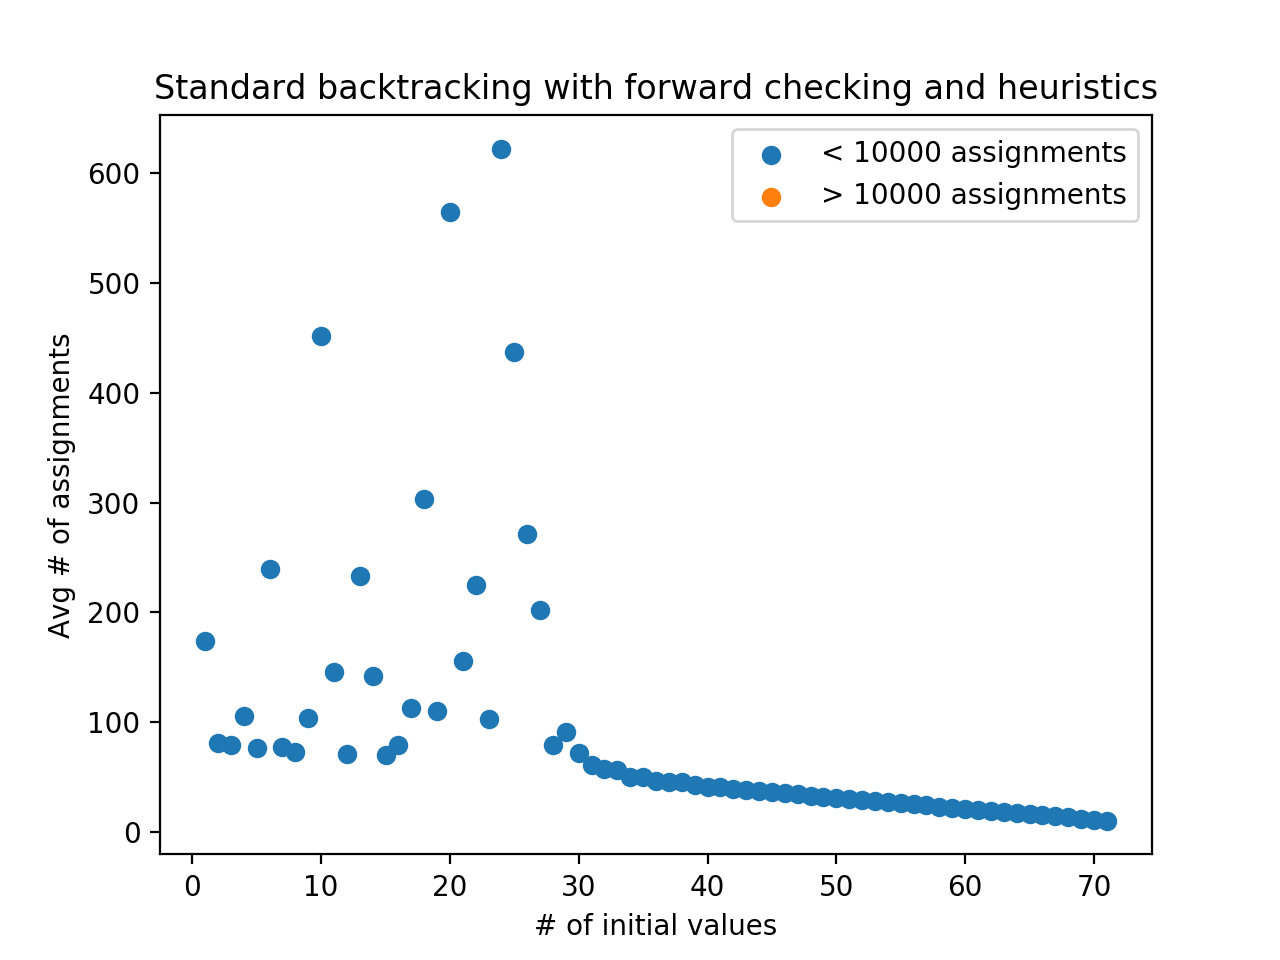 Standard backtracking with forward checking and heuristics
< 10000 assignments
> 10000 assignments
600
500
400
300
200
100
0
Avg # of assignments
0 10 20 30 40 50 60 70
# of initial values